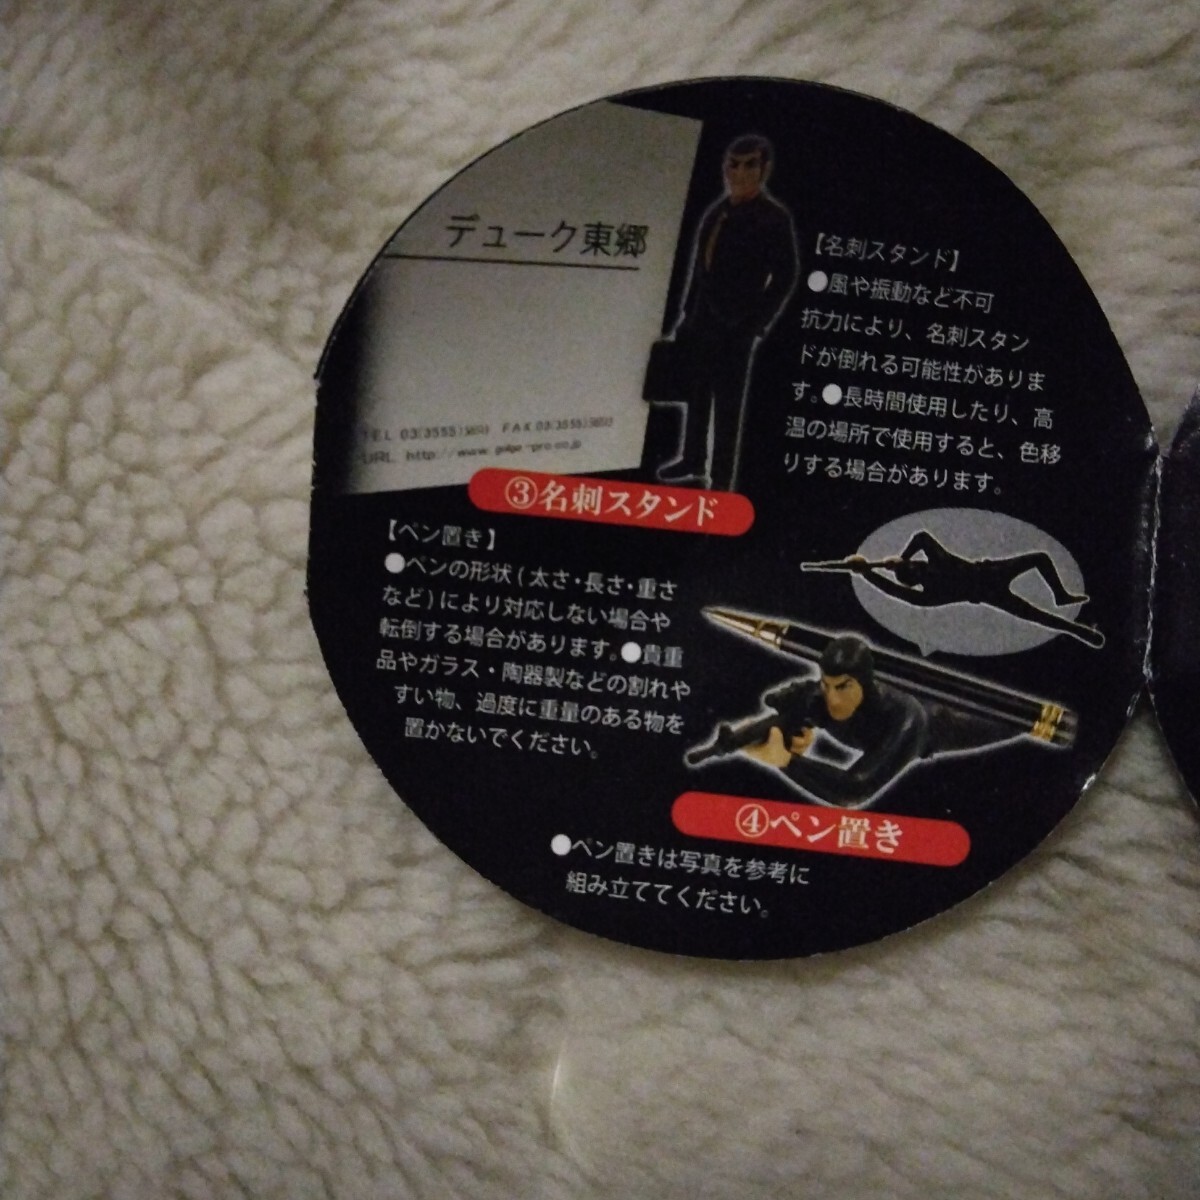 デューク東郷
TEL 03(3555)5693 FAX 03(3555)5693
URL http://www.golgo-pro.co.jp
【名刺スタンド】
●風や振動など不可
抗力により、名刺スタン
ドが倒れる可能性がありま
す。●長時間使用したり、高
温の場所で使用すると、色移
りする場合があります。
③名刺スタンド
【ペン置き】
●ペンの形状(太さ・長さ・重さ
など)により対応しない場合や
転倒する場合があります。●貴重
品やガラス・陶器製などの割れや
すい物、過度に重量のある物を
置かないでください。
④ペン置き
●ペン置きは写真を参考に
組み立ててください。